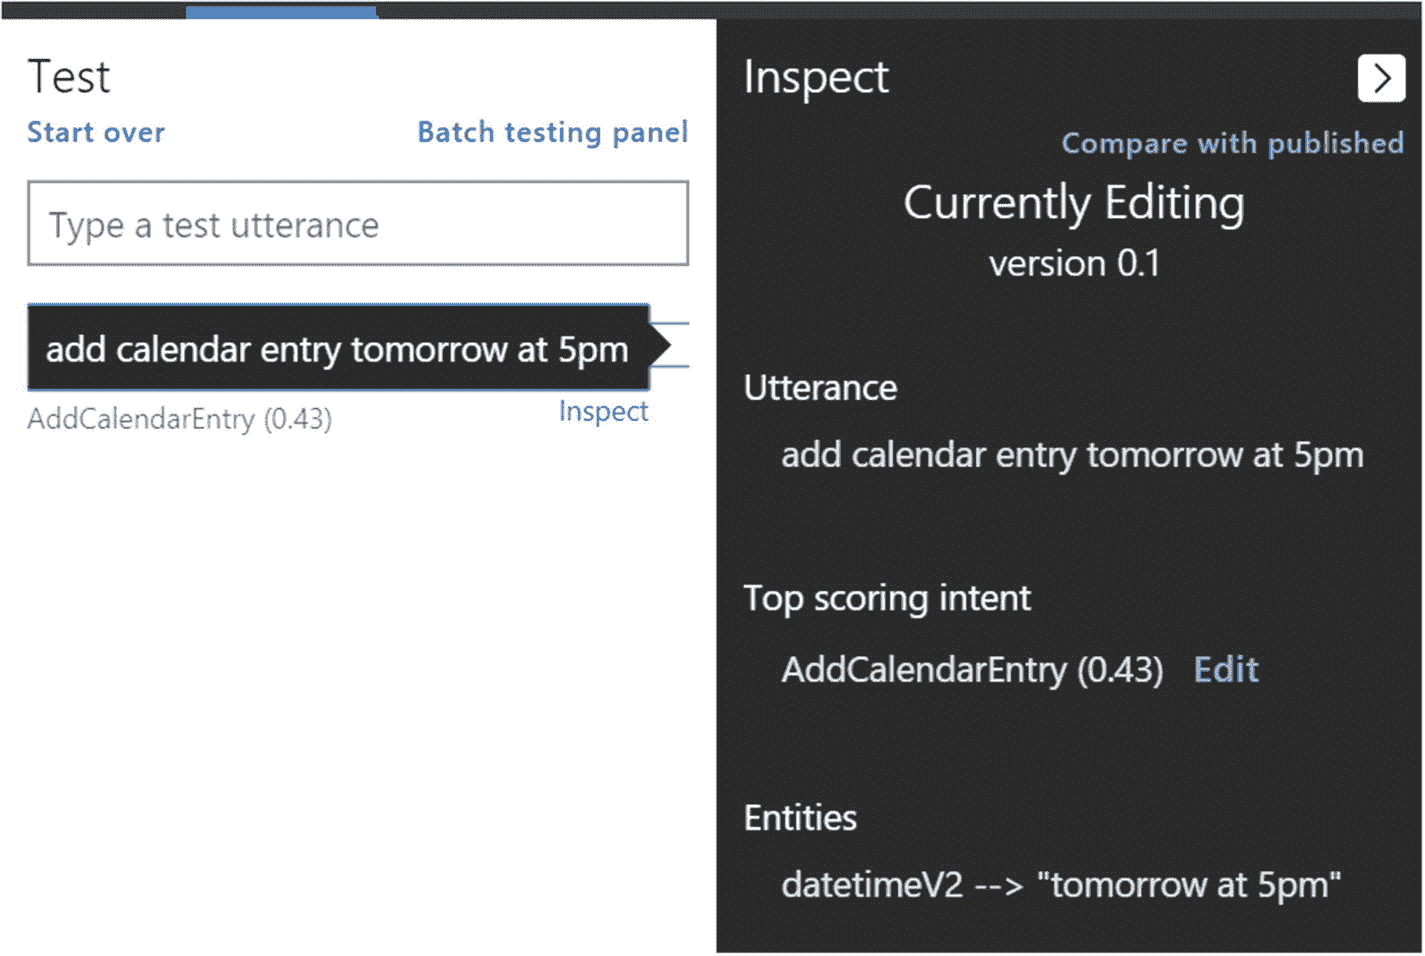 Test
Start over
Batch testing panel
Type a test utterance
add calendar entry tomorrow at 5pm
AddCalendarEntry (0.43)
Inspect
Inspect
Compare with published
Currently Editing
version 0.1
Utterance
add calendar entry tomorrow at 5pm
Top scoring intent
AddCalendarEntry (0.43) Edit
Entities
datetimeV2 --> "tomorrow at 5pm"